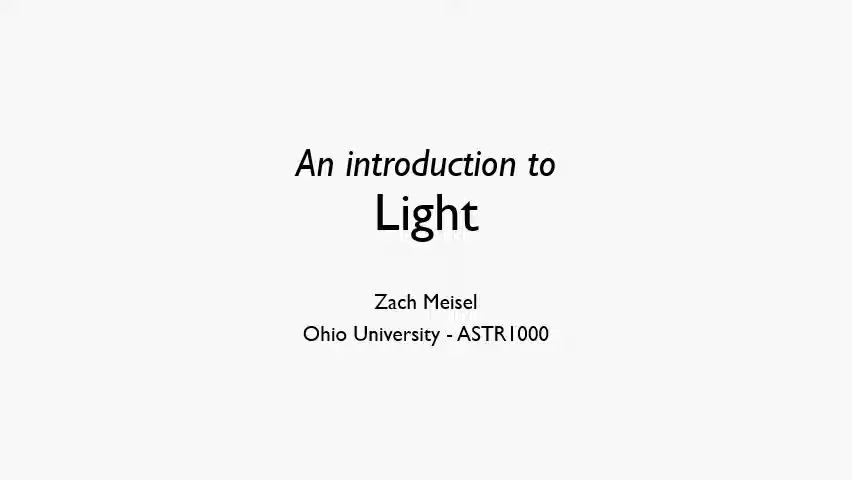 An introduction to
Light
Zach Meisel
Ohio University - ASTR1000